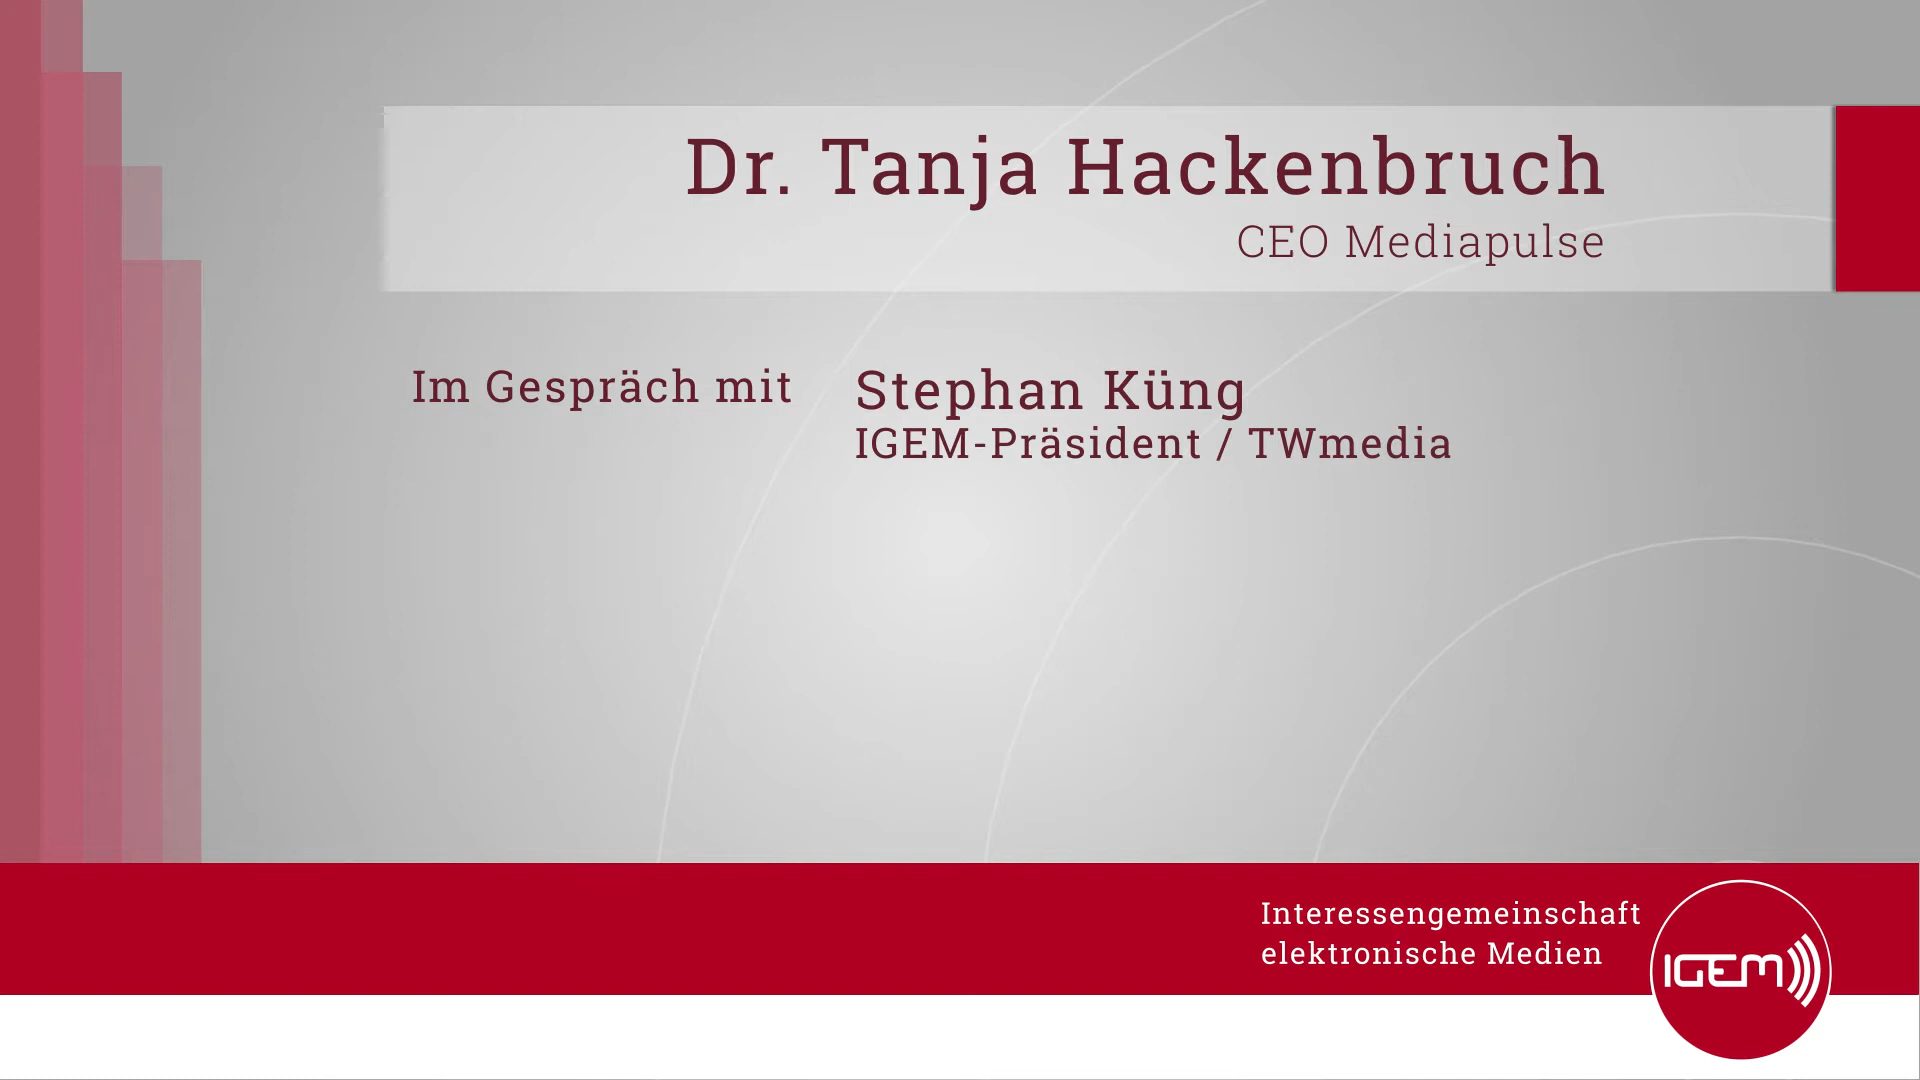 Dr. Tanja Hackenbruch
CEO Mediapulse
Im Gespräch mit
Stephan Küng
IGEM-Präsident / TWmedia
Interessengemeinschaft
elektronische Medien
IGEM